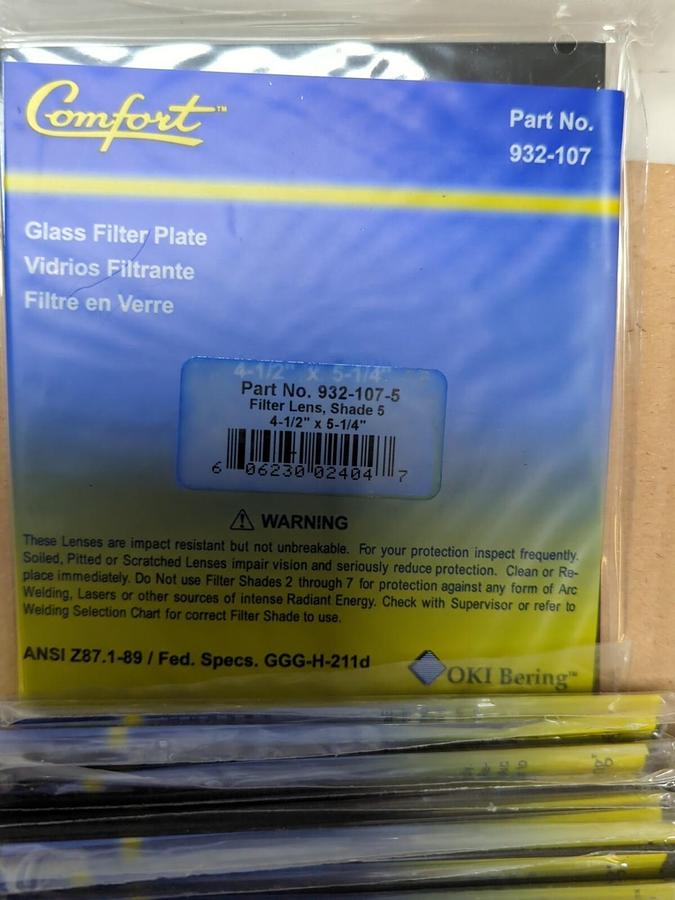 Comfort™
Part No.
932-107
Glass Filter Plate
Vidrios Filtrante
Filtre en Verre
4-1/2" x 5-1/4"
Part No. 932-107-5
Filter Lens, Shade 5
4-1/2" x 5-1/4"
6 06230 02404 7
WARNING
These Lenses are impact resistant but not unbreakable. For your protection inspect frequently.
Soiled, Pitted or Scratched Lenses impair vision and seriously reduce protection. Clean or Re-
place immediately. Do Not use Filter Shades 2 through 7 for protection against any form of Arc
Welding, Lasers or other sources of intense Radiant Energy. Check with Supervisor or refer to
Welding Selection Chart for correct Filter Shade to use.
ANSI Z87.1-89 / Fed. Specs. GGG-H-211d
OKI Bering™